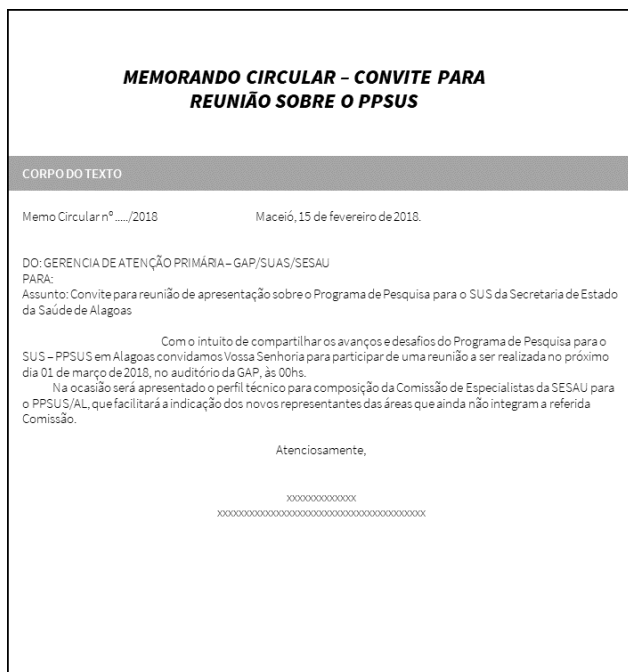 MEMORANDO CIRCULAR – CONVITE PARA
REUNIÃO SOBRE O PPSUS
CORPO DO TEXTO
Memo Circular nº ...../2018 Maceió, 15 de fevereiro de 2018.
DO: GERENCIA DE ATENÇÃO PRIMÁRIA – GAP/SUAS/SESAU
PARA:
Assunto: Convite para reunião de apresentação sobre o Programa de Pesquisa para o SUS da Secretaria de Estado
da Saúde de Alagoas
Com o intuito de compartilhar os avanços e desafios do Programa de Pesquisa para o
SUS – PPSUS em Alagoas convidamos Vossa Senhoria para participar de uma reunião a ser realizada no próximo
dia 01 de março de 2018, no auditório da GAP, às 00hs.
Na ocasião será apresentado o perfil técnico para composição da Comissão de Especialistas da SESAU para
o PPSUS/AL, que facilitará a indicação dos novos representantes das áreas que ainda não integram a referida
Comissão.
Atenciosamente,
xxxxxxxxxxxxx
xxxxxxxxxxxxxxxxxxxxxxxxxxxxxxxxxxxxxxx